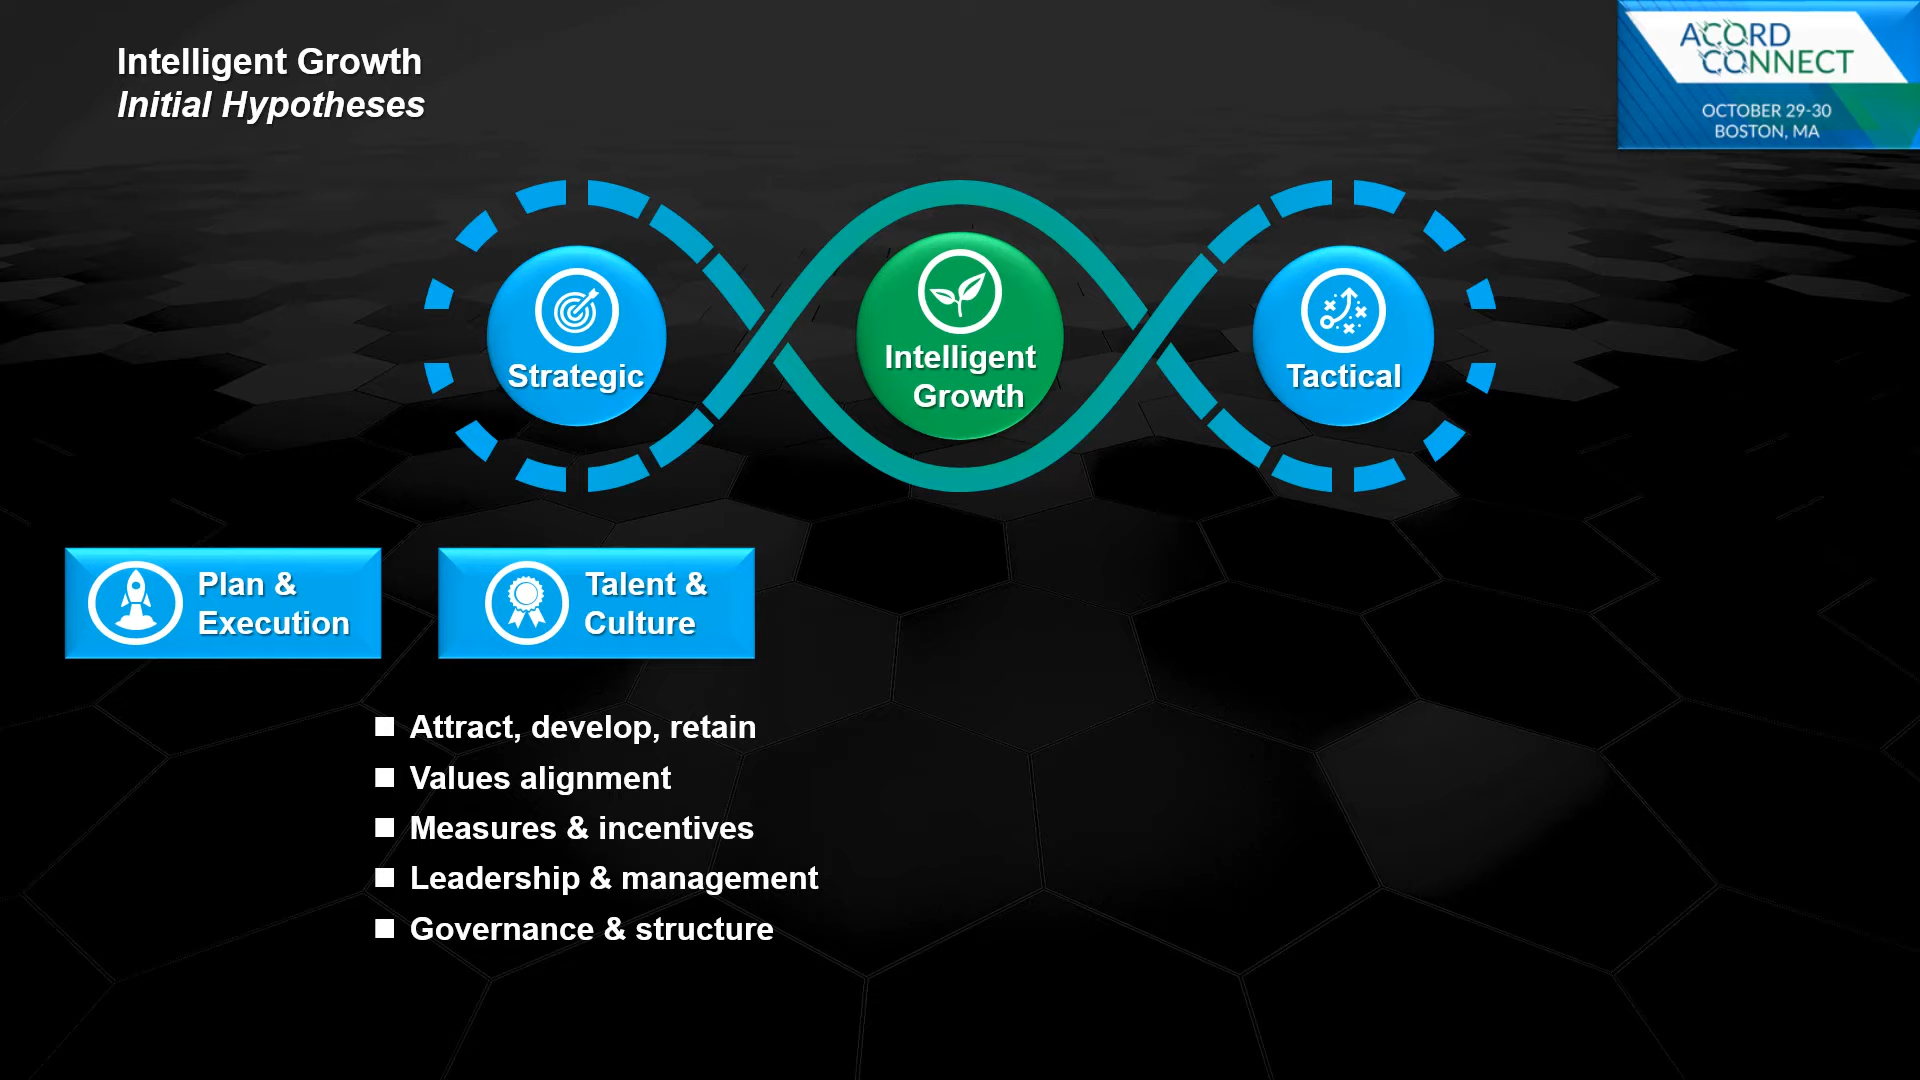 Intelligent Growth
Initial Hypotheses
ACORD
CONNECT
OCTOBER 29-30
BOSTON, MA
Strategic
Intelligent
Growth
Tactical
Plan &
Execution
Talent &
Culture
Attract, develop, retain
Values alignment
Measures & incentives
Leadership & management
Governance & structure